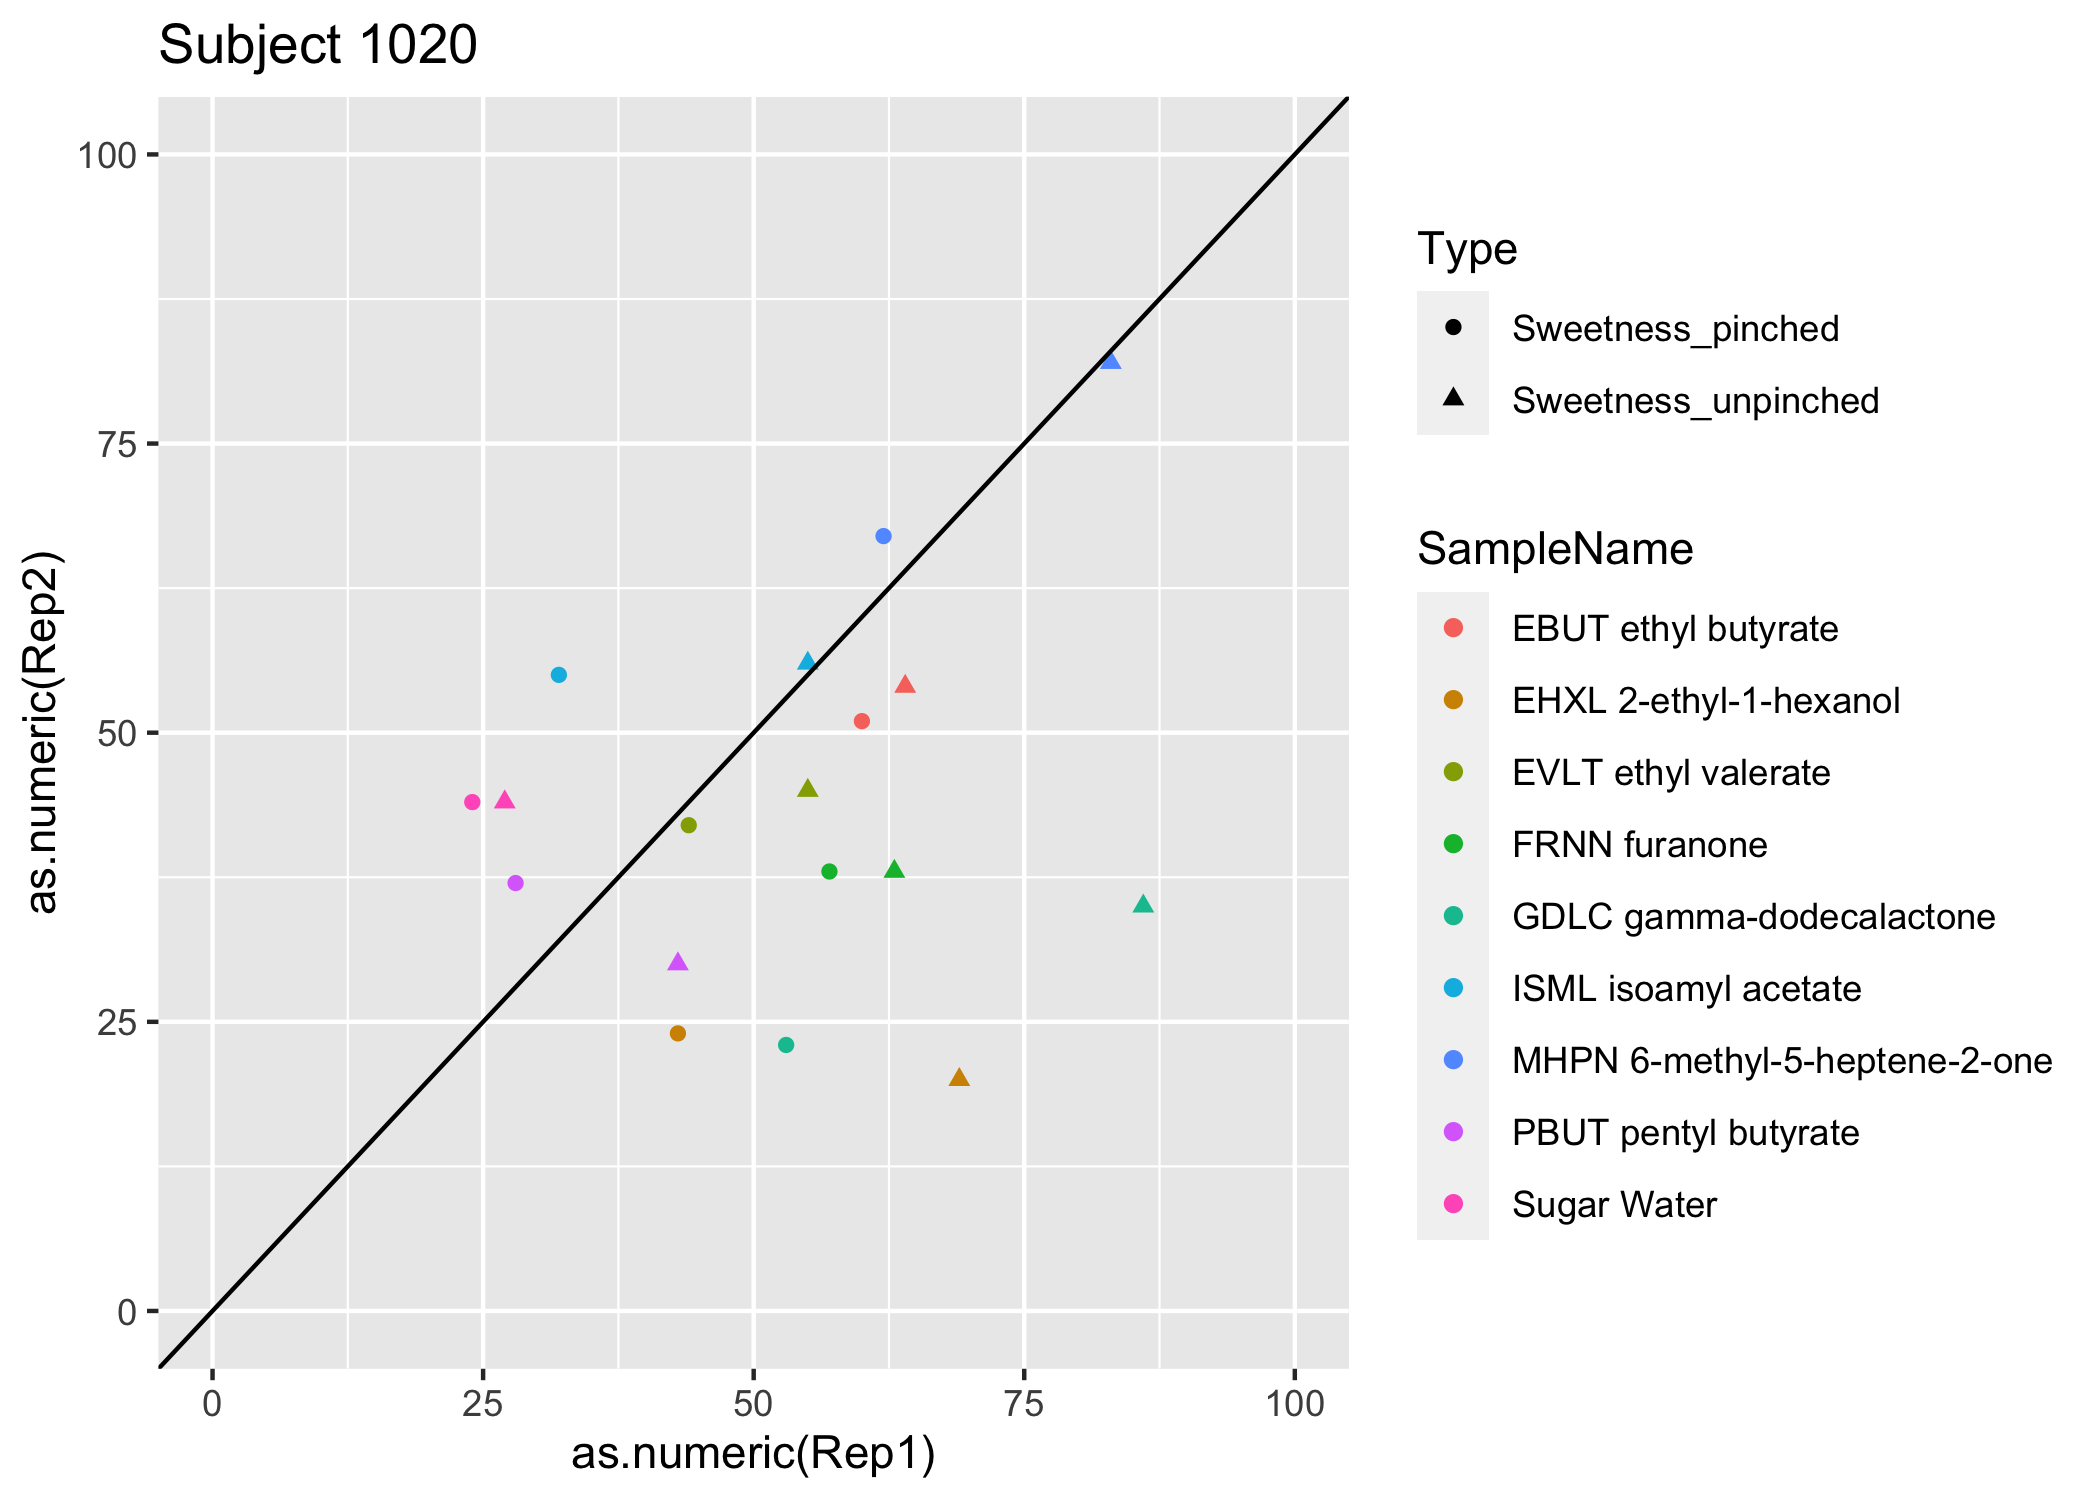 Subject 1020
100
75
50
25
0
0 25 50 75 100
as.numeric(Rep1)
as.numeric(Rep2)
Type
Sweetness_pinched
Sweetness_unpinched
SampleName
EBUT ethyl butyrate
EHXL 2-ethyl-1-hexanol
EVLT ethyl valerate
FRNN furanone
GDLC gamma-dodecalactone
ISML isoamyl acetate
MHPN 6-methyl-5-heptene-2-one
PBUT pentyl butyrate
Sugar Water